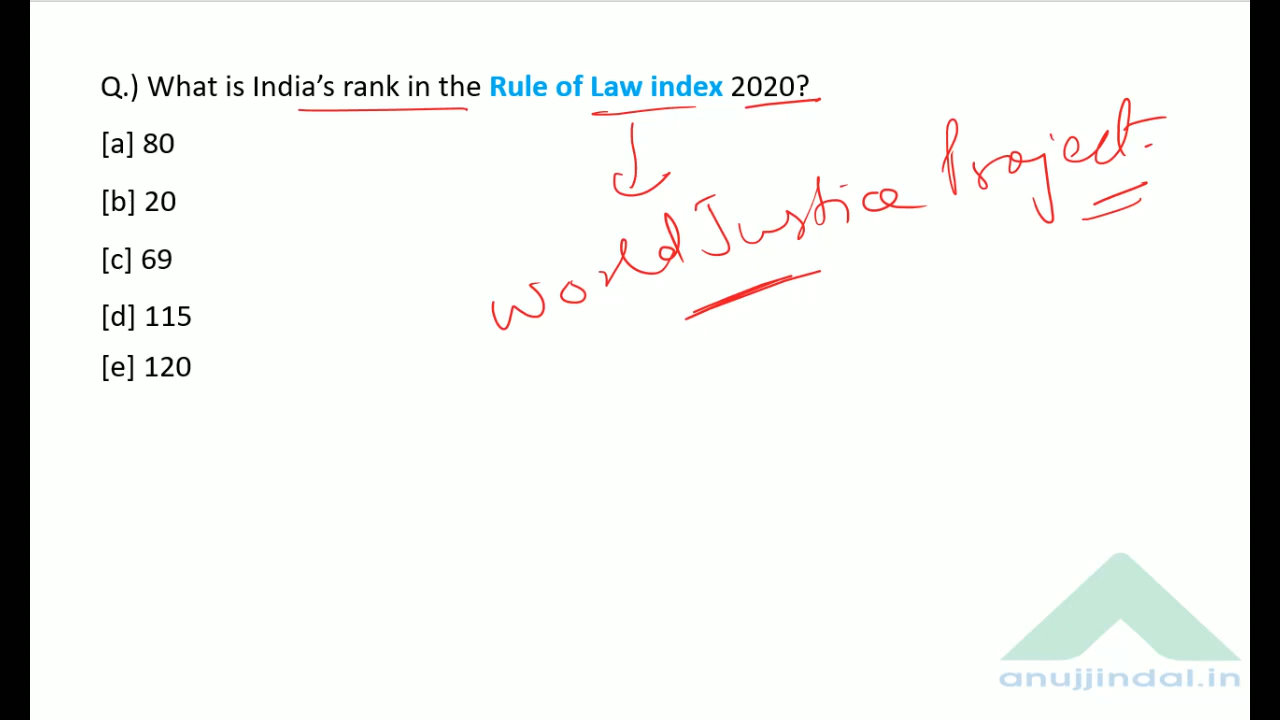 Q.) What is India’s rank in the Rule of Law index 2020?
[a] 80
[b] 20
[c] 69
[d] 115
[e] 120
World Justice Project.
anujjindal.in